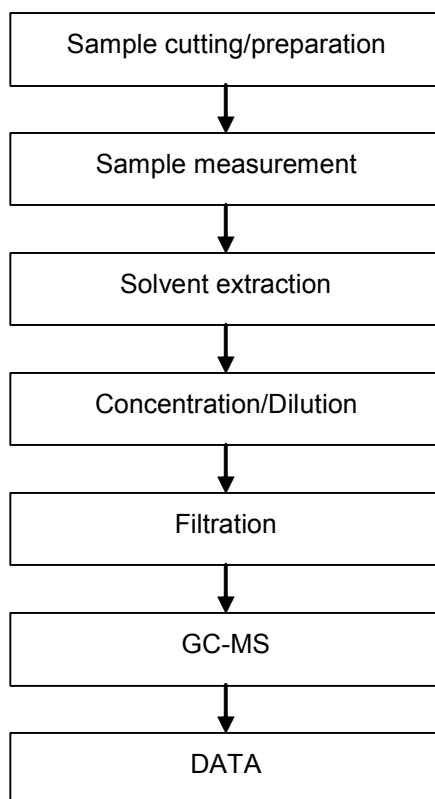 Sample cutting/preparation
Sample measurement
Solvent extraction
Concentration/Dilution
Filtration
GC-MS
DATA